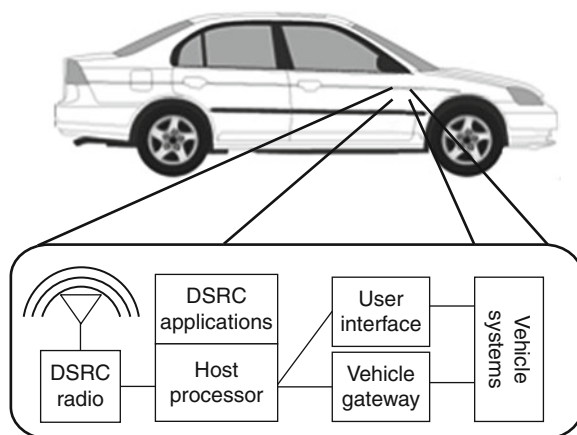 DSRC
applications
DSRC
radio
Host
processor
User
interface
Vehicle
gateway
Vehicle
systems